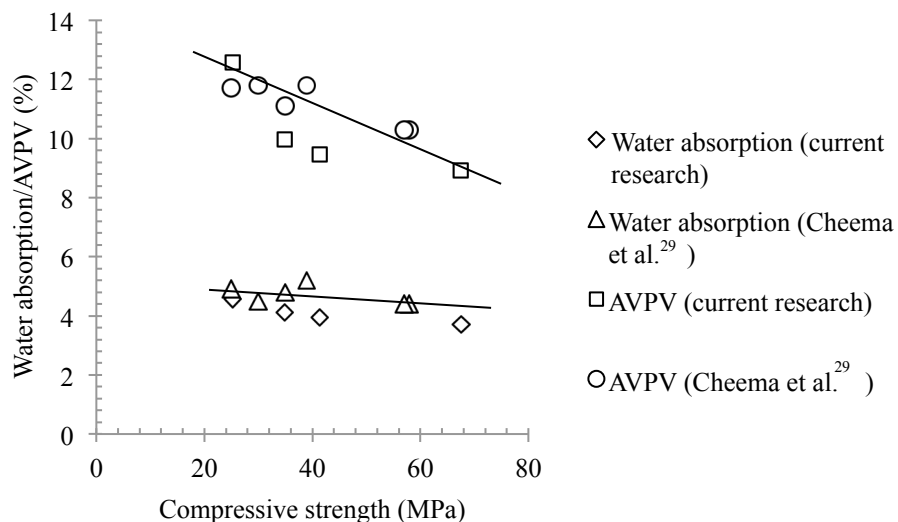 14
12
10
8
6
4
2
0
Water absorption/AVPV (%)
0 20 40 60 80
Compressive strength (MPa)
Water absorption (current
research)
Water absorption (Cheema
et al.²⁹ )
AVPV (current research)
AVPV (Cheema et al.²⁹ )